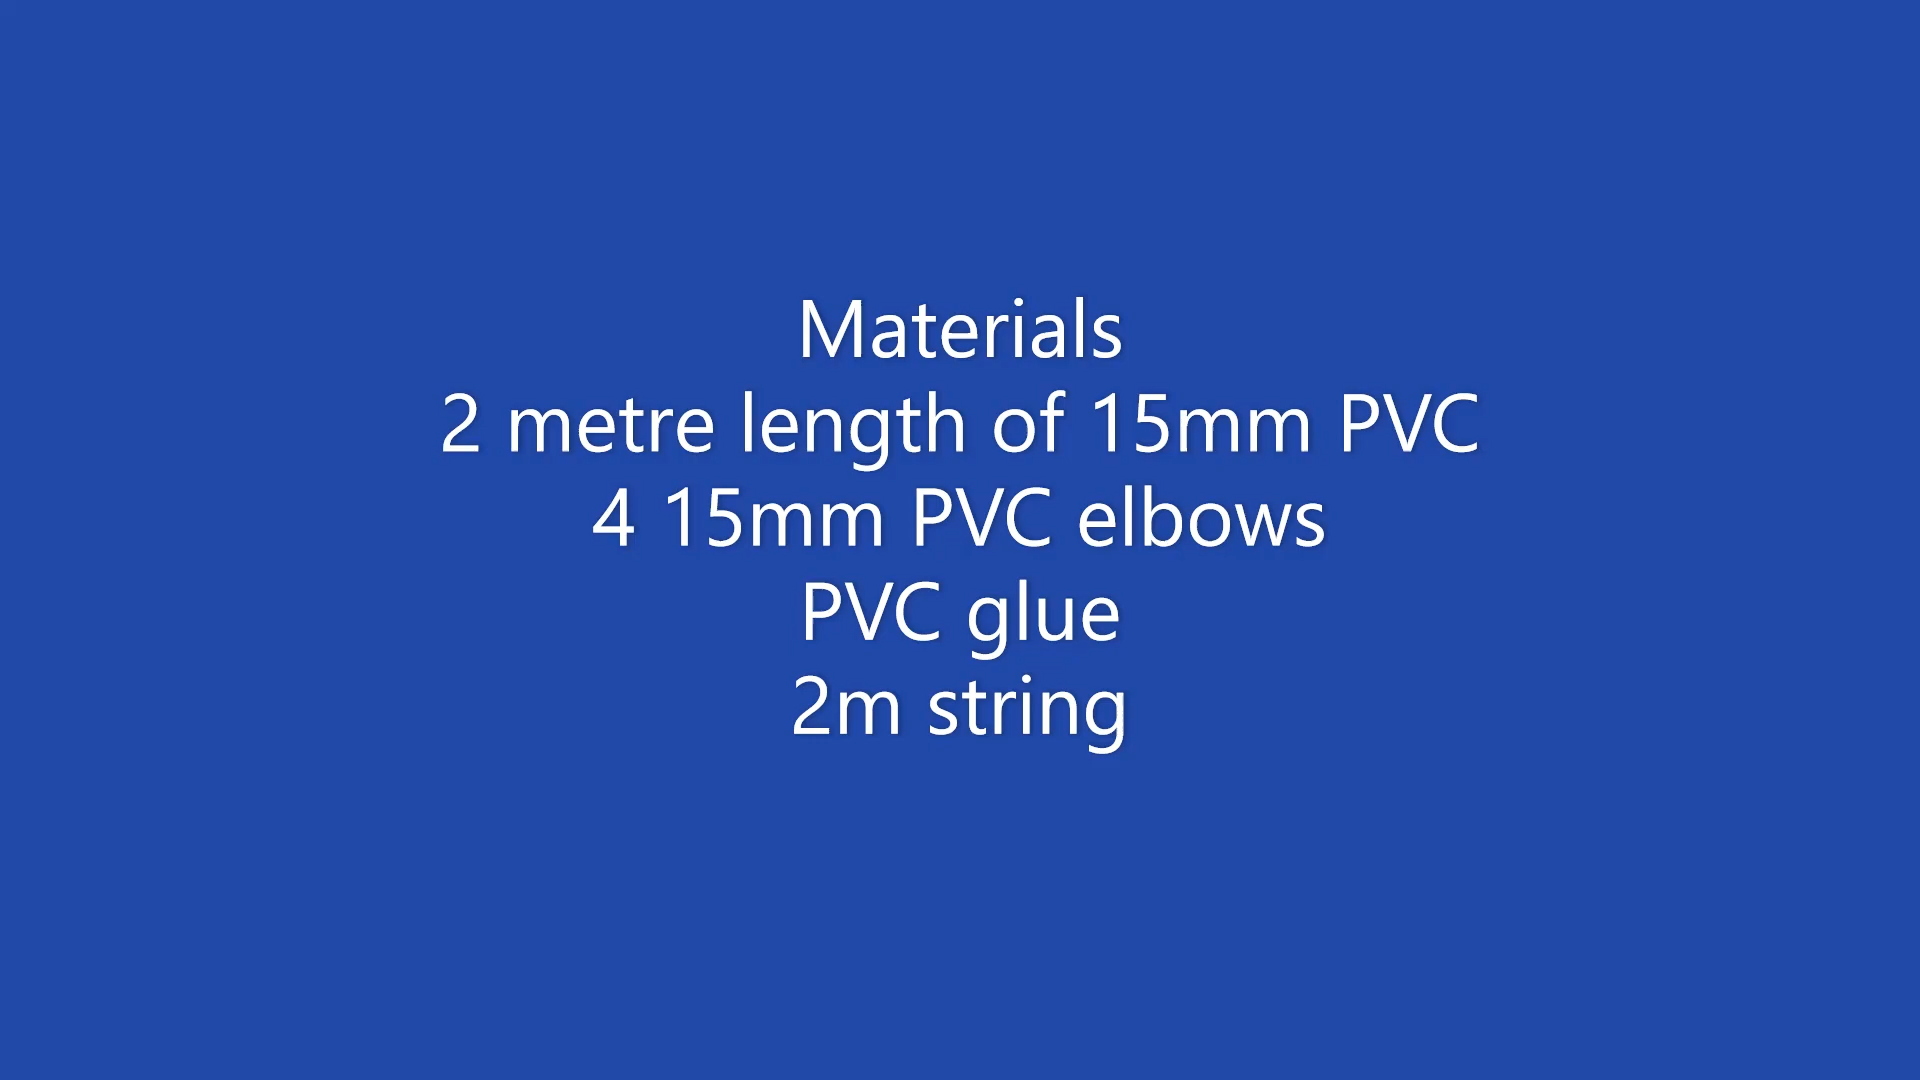 Materials
2 metre length of 15mm PVC
4 15mm PVC elbows
PVC glue
2m string